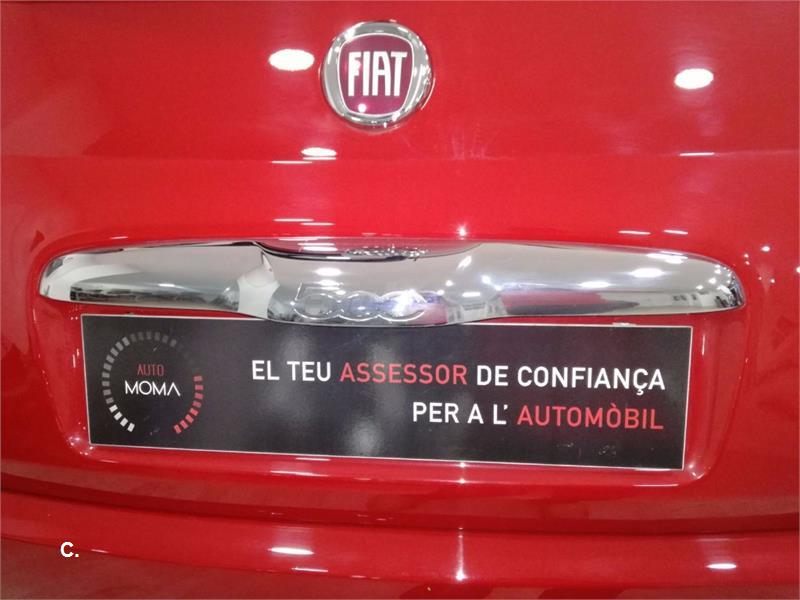 FIAT
500
AUTO
MOMA
EL TEU ASSESSOR DE CONFIANÇA
PER A L' AUTOMÒBIL
C.